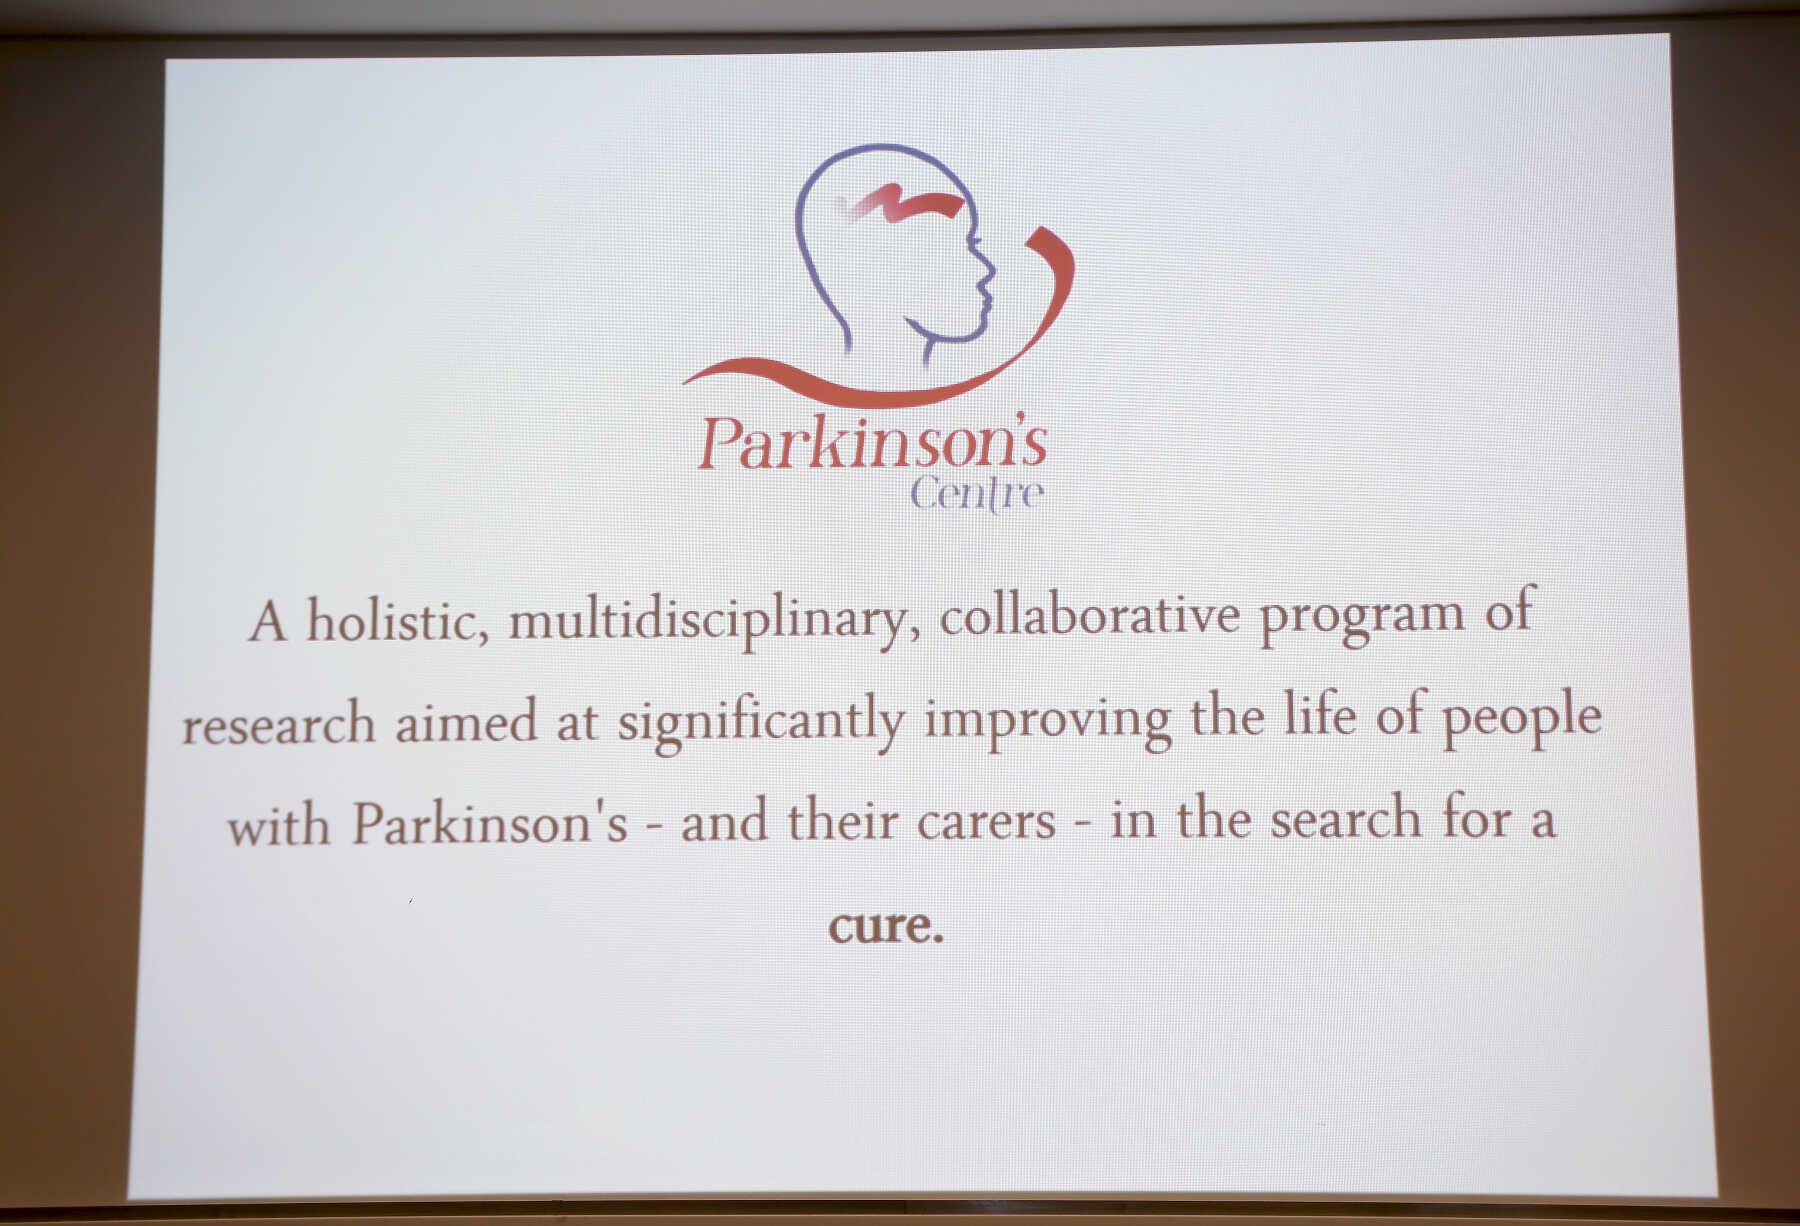 Parkinson's
Centre
A holistic, multidisciplinary, collaborative program of
research aimed at significantly improving the life of people
with Parkinson's - and their carers - in the search for a
cure.